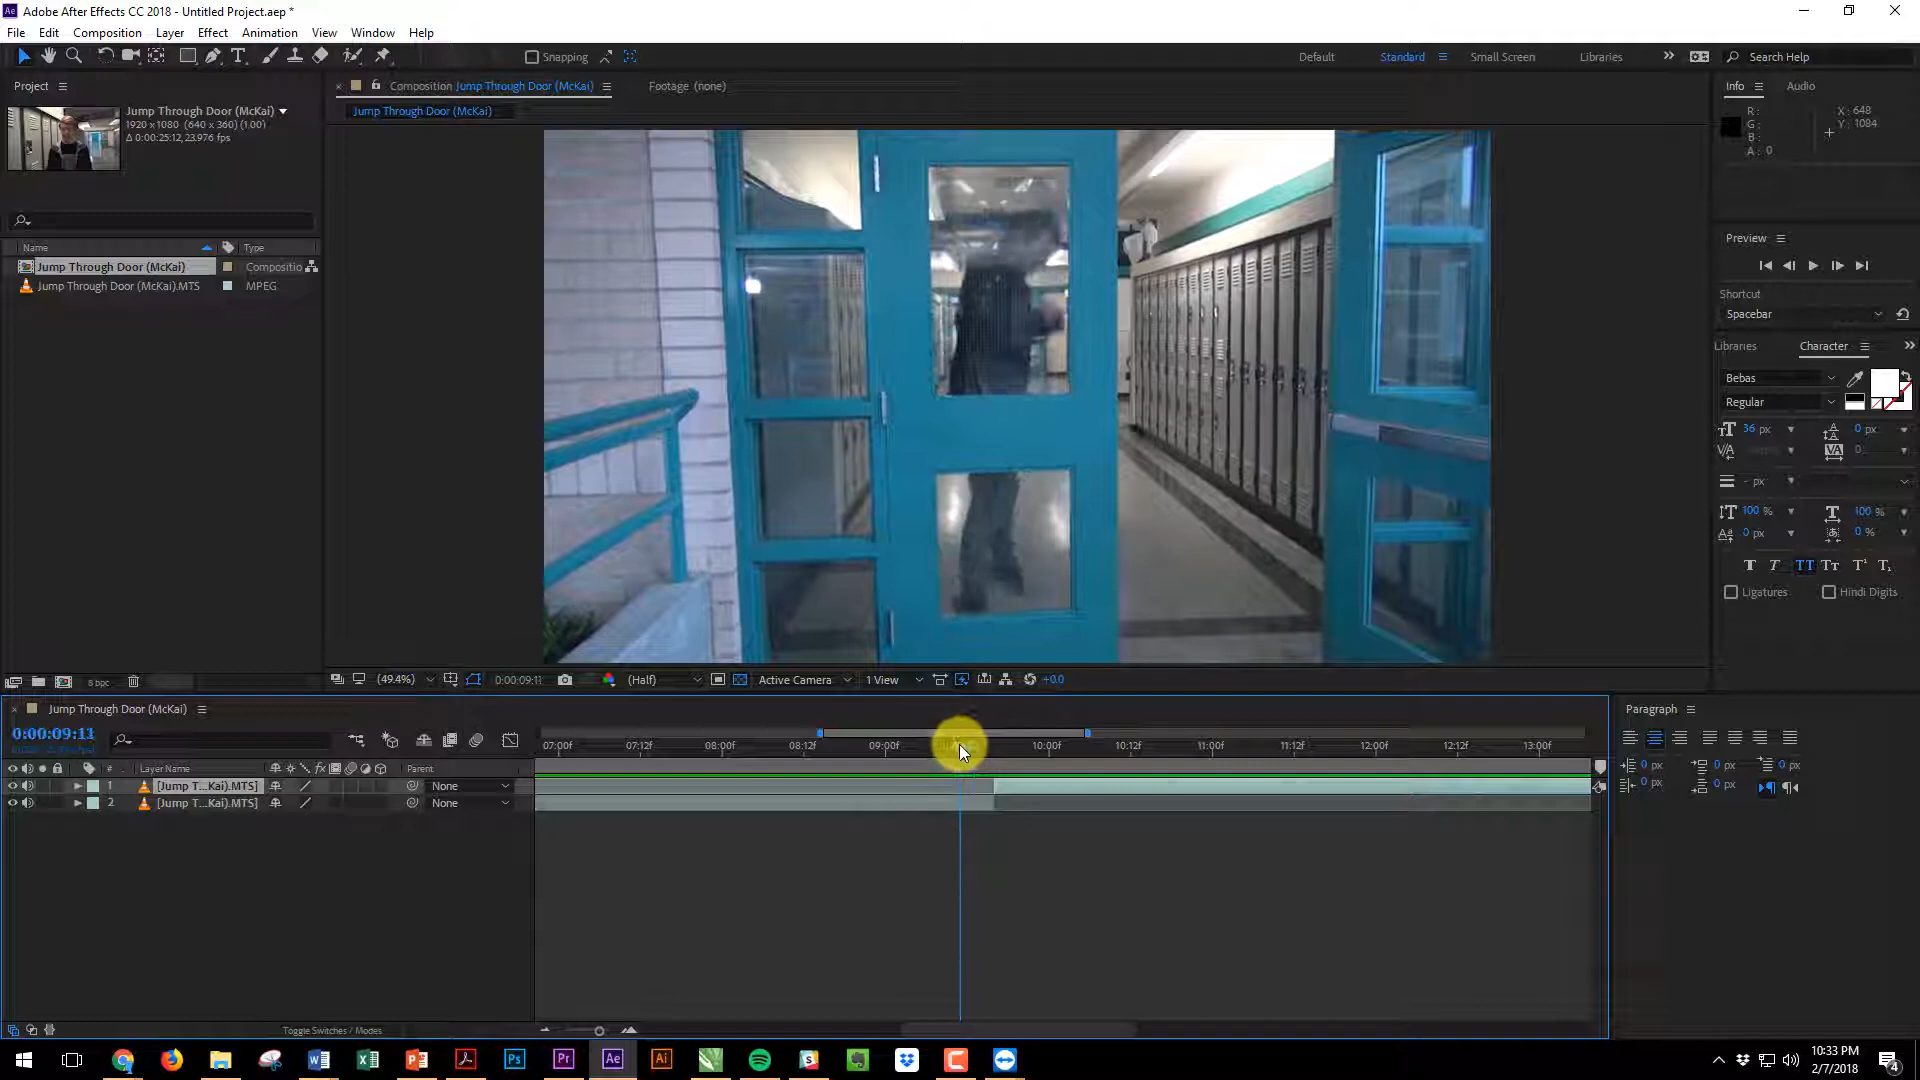 Adobe After Effects CC 2018 - Untitled Project.aep *
File Edit Composition Layer Effect Animation View Window Help
Snapping Default Standard Small Screen Libraries Search Help
Project
Composition Jump Through Door (McKai) Footage (none)
Info Audio
Jump Through Door (McKai)
1920 x 1080 (640 x 360) (1.00)
Δ 0:00:25:12, 23.976 fps
Jump Through Door (McKai)
R:
G:
B:
A: 0
X: 648
Y: 1084
Name Type
Jump Through Door (McKai) Compositio
Jump Through Door (McKai).MTS MPEG
Preview
Shortcut
Spacebar
Libraries Character
Bebas
Regular
36 px 0 px
0
- px
100 % 100 %
0 px 0 %
T T TT Tт T¹ T₁
Ligatures Hindi Digits
8 bpc
(49.4%) 0:00:09:11 (Half) Active Camera 1 View +0.0
Jump Through Door (McKai)
0:00:09:11
07:00f 07:12f 08:00f 08:12f 09:00f 10:00f 10:12f 11:00f 11:12f 12:00f 12:12f 13:00f
# Layer Name Parent
1 [Jump T...Kai).MTS] None
2 [Jump T...Kai).MTS] None
Paragraph
0 px 0 px 0 px
0 px 0 px
Toggle Switches / Modes
10:33 PM
2/7/2018
4